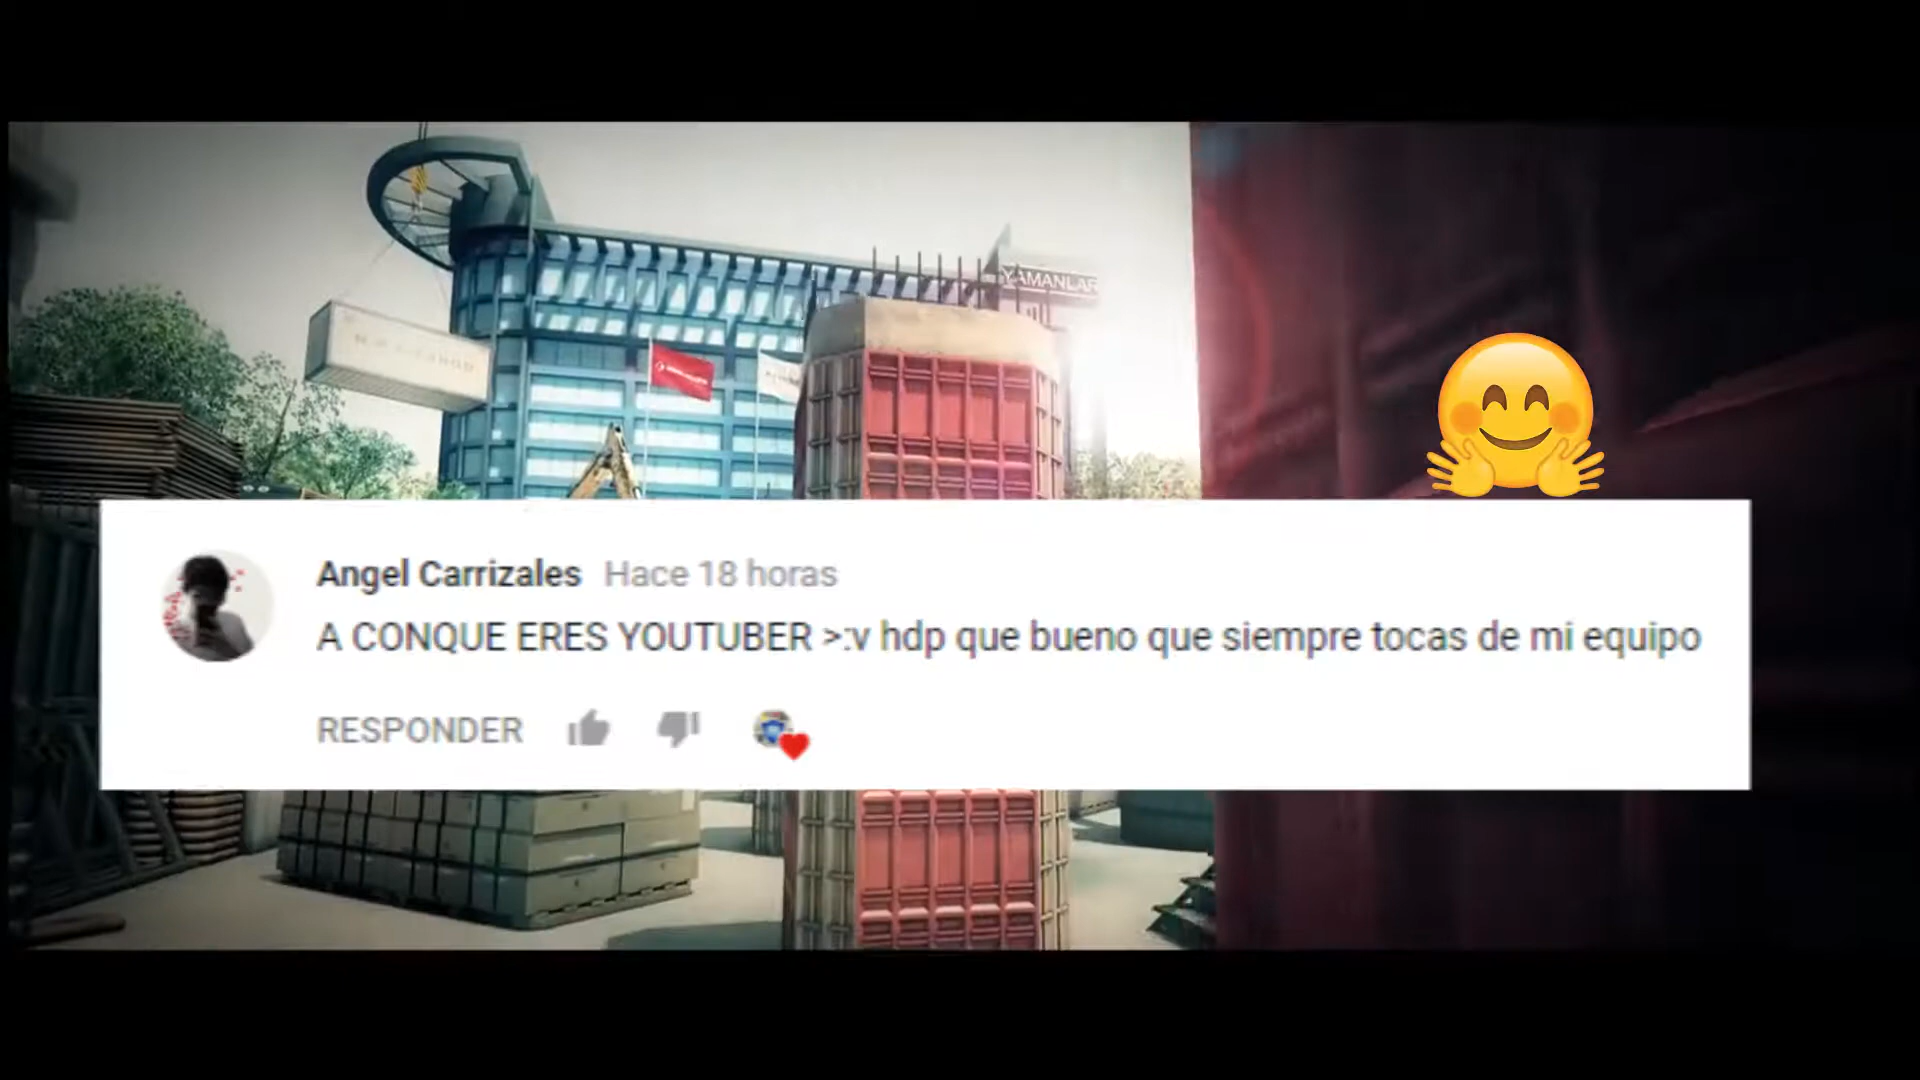 YAMANLAR
Angel Carrizales Hace 18 horas
A CONQUE ERES YOUTUBER >:v hdp que bueno que siempre tocas de mi equipo
RESPONDER